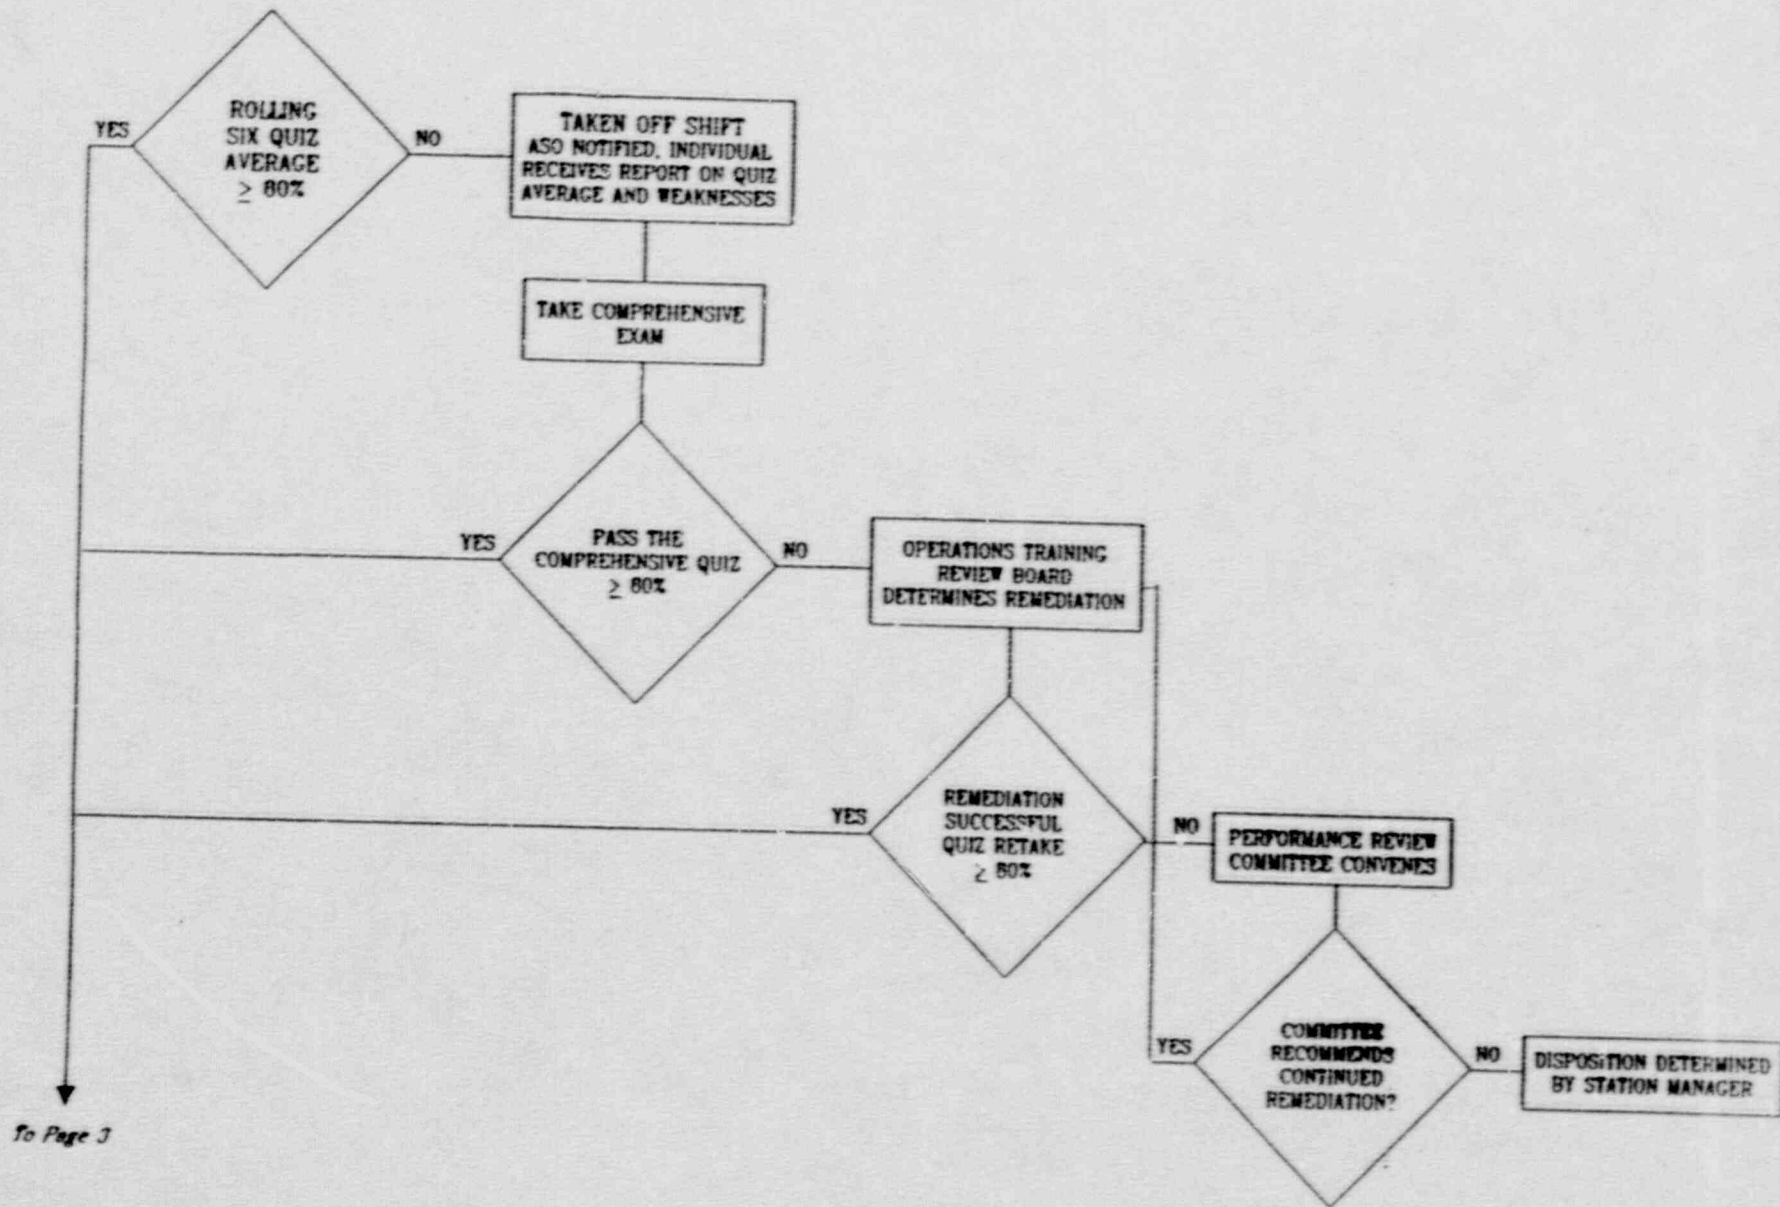 ROLLING
SIX QUIZ
AVERAGE
≥ 80%
YES
NO
TAKEN OFF SHIFT
ASO NOTIFIED. INDIVIDUAL
RECEIVES REPORT ON QUIZ
AVERAGE AND WEAKNESSES
TAKE COMPREHENSIVE
EXAM
YES
PASS THE
COMPREHENSIVE QUIZ
≥ 80%
NO
OPERATIONS TRAINING
REVIEW BOARD
DETERMINES REMEDIATION
YES
REMEDIATION
SUCCESSFUL
QUIZ RETAKE
≥ 80%
NO
PERFORMANCE REVIEW
COMMITTEE CONVENES
YES
COMMITTEE
RECOMMENDS
CONTINUED
REMEDIATION?
NO
DISPOSITION DETERMINED
BY STATION MANAGER
To Page 3